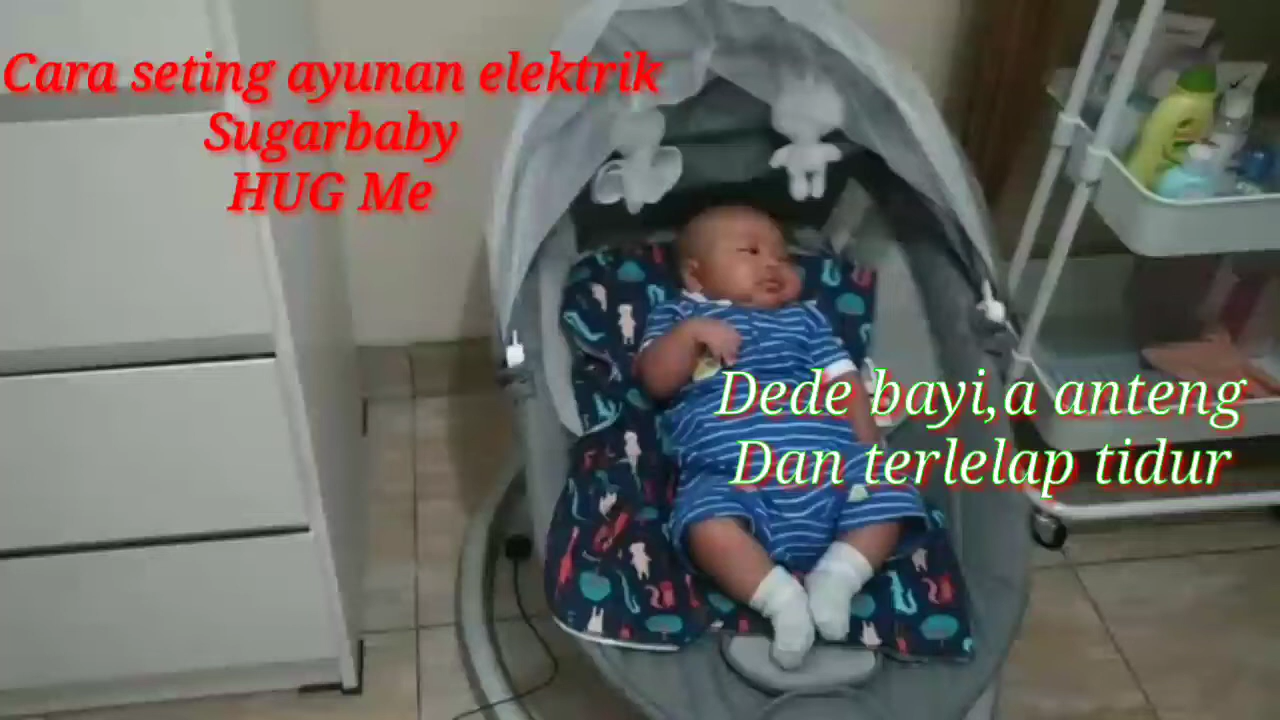 Cara seting ayunan elektrik
Sugarbaby
HUG Me
Dede bayi,a anteng
Dan terlelap tidur